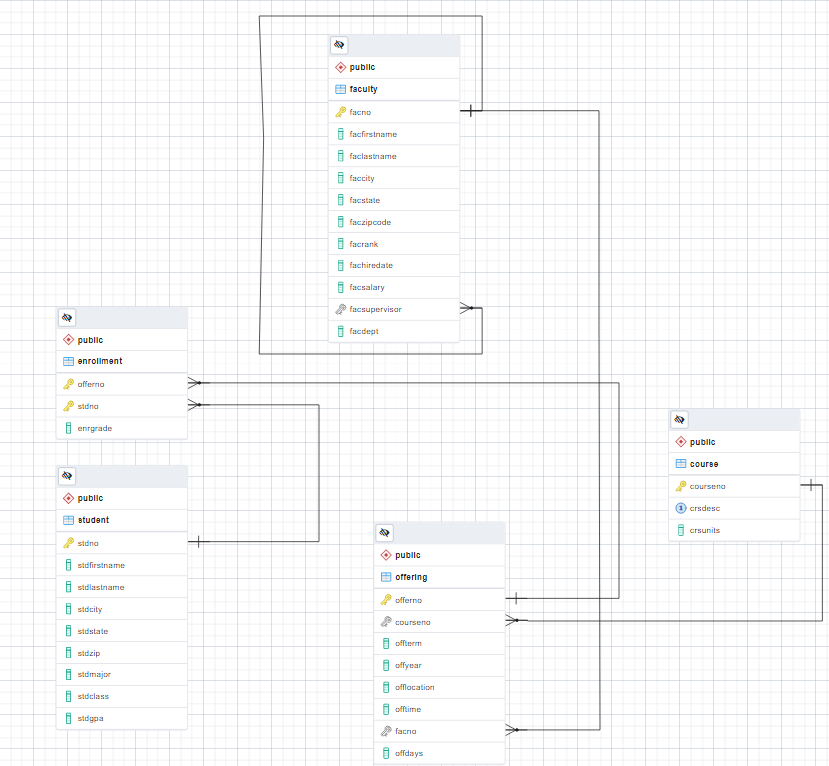 public
faculty
facno
facfirstname
faclastname
faccity
facstate
faczipcode
facrank
fachiredate
facsalary
facsupervisor
facdept
public
enrollment
offerno
stdno
enrgrade
public
student
stdno
stdfirstname
stdlastname
stdcity
stdstate
stdzip
stdmajor
stdclass
stdgpa
public
offering
offerno
courseno
offterm
offyear
offlocation
offtime
facno
offdays
public
course
courseno
1 crsdesc
crsunits